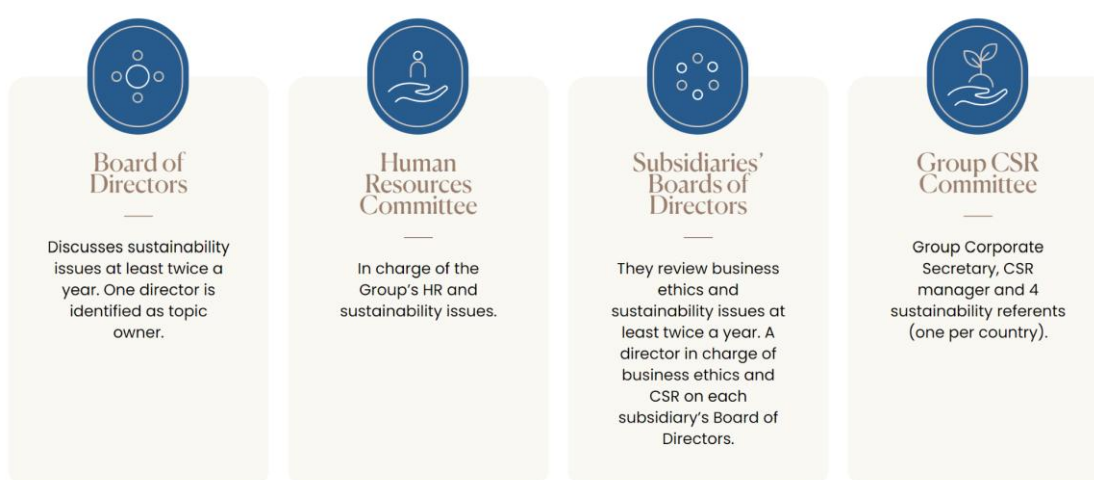 Board of
Directors
Discusses sustainability
issues at least twice a
year. One director is
identified as topic
owner.
Human
Resources
Committee
In charge of the
Group's HR and
sustainability issues.
Subsidiaries'
Boards of
Directors
They review business
ethics and
sustainability issues at
least twice a year. A
director in charge of
business ethics and
CSR on each
subsidiary's Board of
Directors.
Group CSR
Committee
Group Corporate
Secretary, CSR
manager and 4
sustainability referents
(one per country).